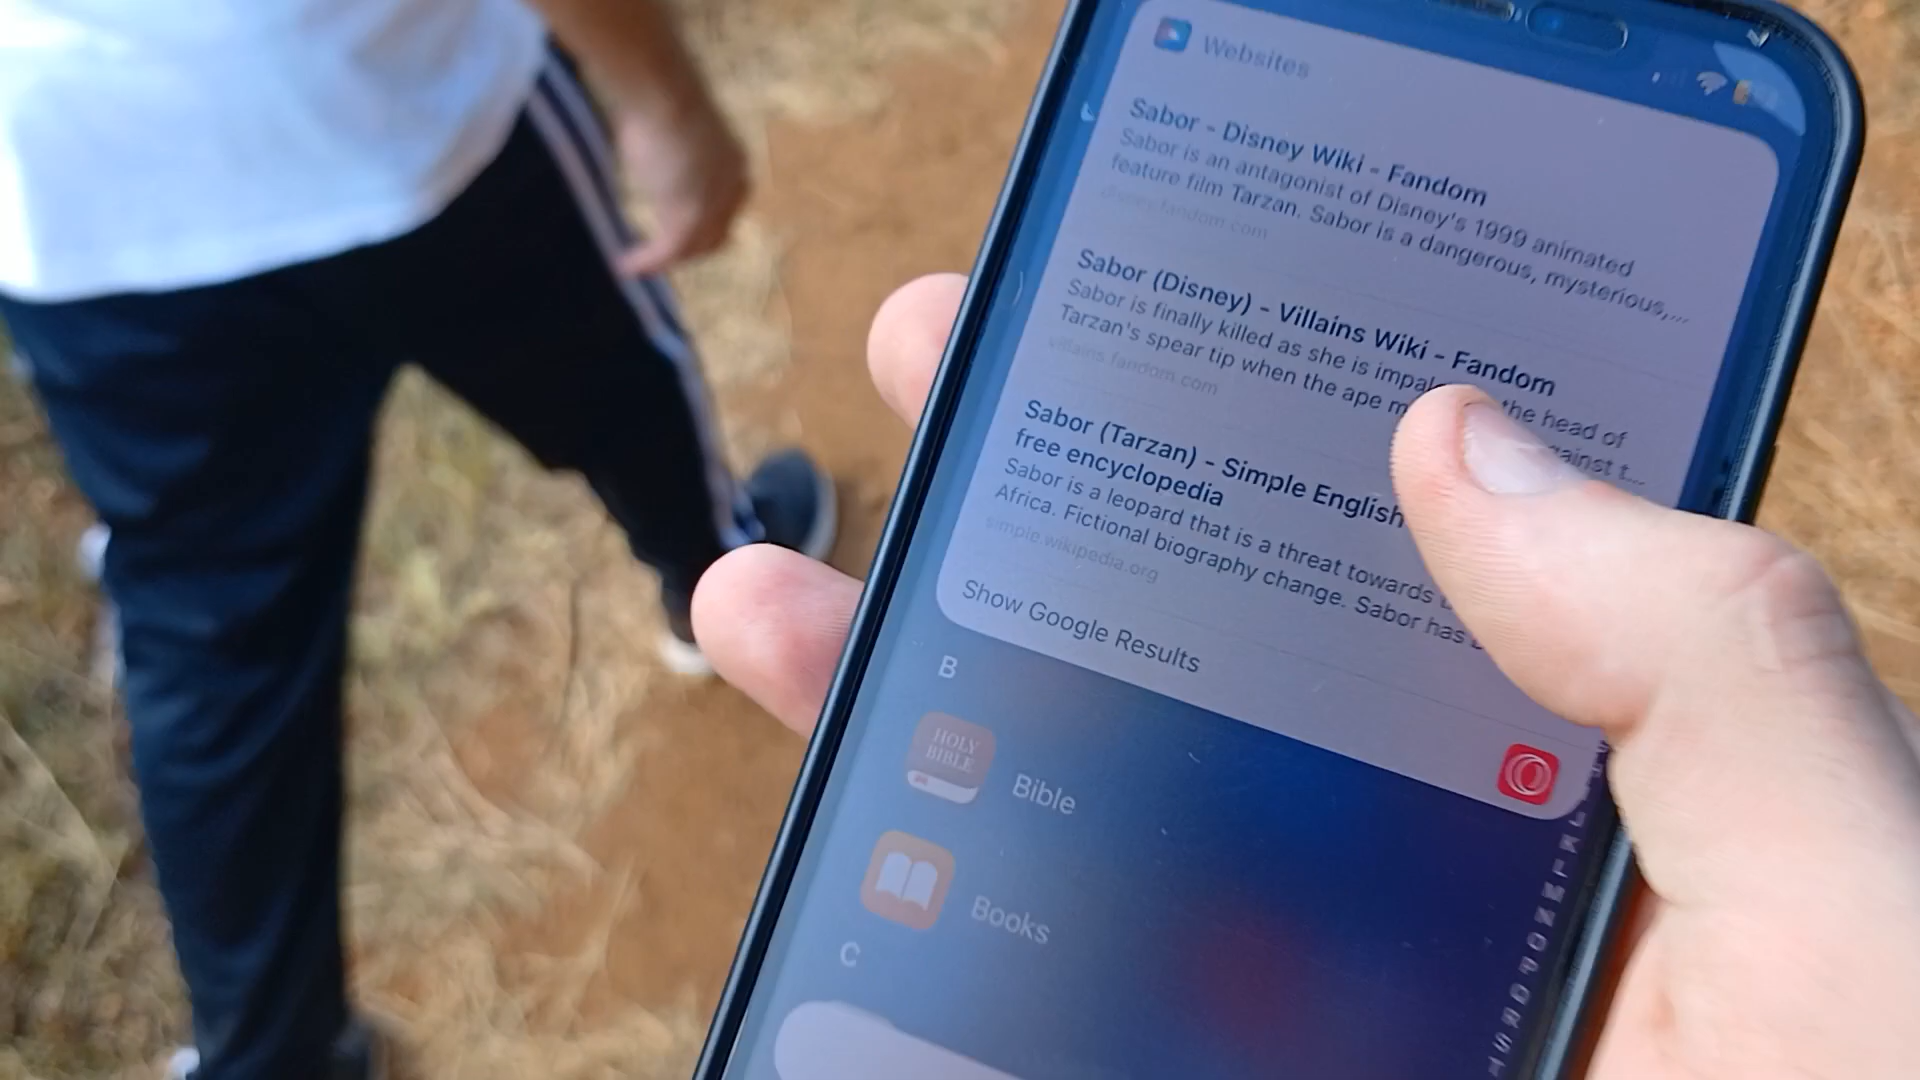 Websites
Sabor - Disney Wiki - Fandom
Sabor is an antagonist of Disney's 1999 animated
feature film Tarzan. Sabor is a dangerous, mysterious,...
disney.fandom.com
Sabor (Disney) - Villains Wiki - Fandom
Sabor is finally killed as she is the head of
Tarzan's spear tip when the ape t...
villains.fandom.com
Sabor (Tarzan) - Simple English
free encyclopedia
Sabor is a leopard that is a threat towards
Africa. Fictional biography change. Sabor has
simple.wikipedia.org
Show Google Results
B
HOLY
BIBLE
Bible
Books
C
L
K
L
M
N
O
P
Q
R
S
T